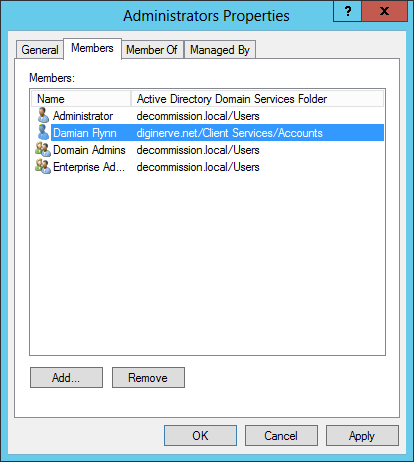 Administrators Properties
? x
General Members Member Of Managed By
Members:
Name Active Directory Domain Services Folder
Administrator decommission.local/Users
Damian Flynn diginerve.net/Client Services/Accounts
Domain Admins decommission.local/Users
Enterprise Ad... decommission.local/Users
Add... Remove
OK Cancel Apply